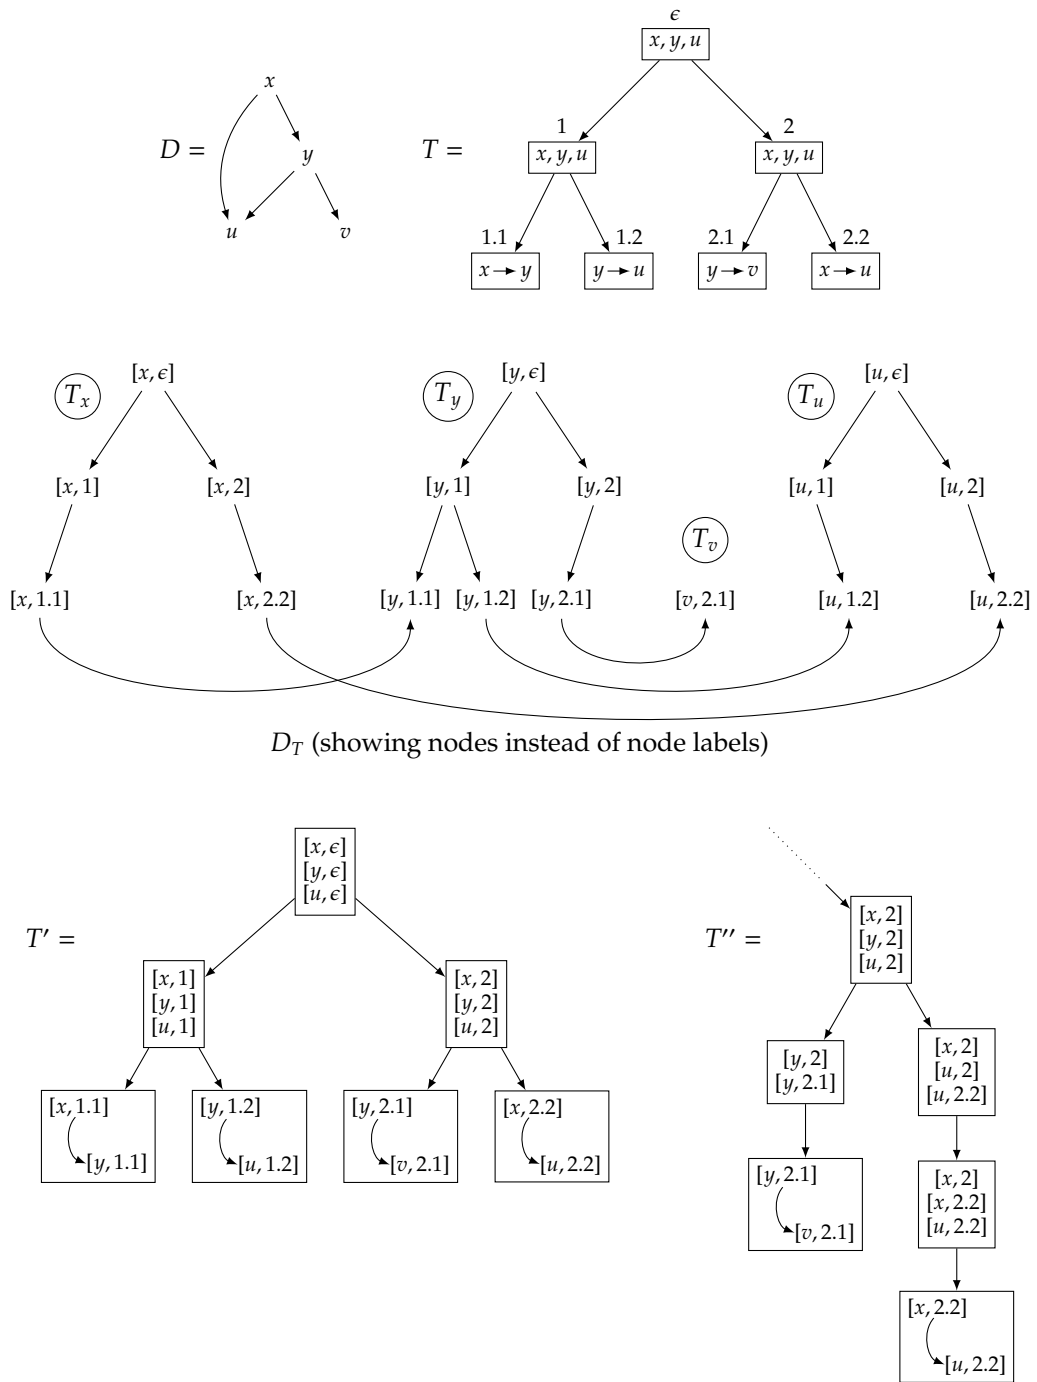 D =
x
y
u
v
T =
ϵ
x, y, u
1
x, y, u
2
x, y, u
1.1
x → y
1.2
y → u
2.1
y → v
2.2
x → u
T_x
[x, ϵ]
[x, 1]
[x, 2]
[x, 1.1]
[x, 2.2]
T_y
[y, ϵ]
[y, 1]
[y, 2]
[y, 1.1]
[y, 1.2]
[y, 2.1]
T_v
[v, 2.1]
T_u
[u, ϵ]
[u, 1]
[u, 2]
[u, 1.2]
[u, 2.2]
D_T (showing nodes instead of node labels)
T′ =
[x, ϵ]
[y, ϵ]
[u, ϵ]
[x, 1]
[y, 1]
[u, 1]
[x, 2]
[y, 2]
[u, 2]
[x, 1.1]
[y, 1.1]
[y, 1.2]
[u, 1.2]
[y, 2.1]
[v, 2.1]
[x, 2.2]
[u, 2.2]
T″ =
[x, 2]
[y, 2]
[u, 2]
[y, 2]
[y, 2.1]
[y, 2.1]
[v, 2.1]
[x, 2]
[u, 2]
[u, 2.2]
[x, 2]
[x, 2.2]
[u, 2.2]
[x, 2.2]
[u, 2.2]